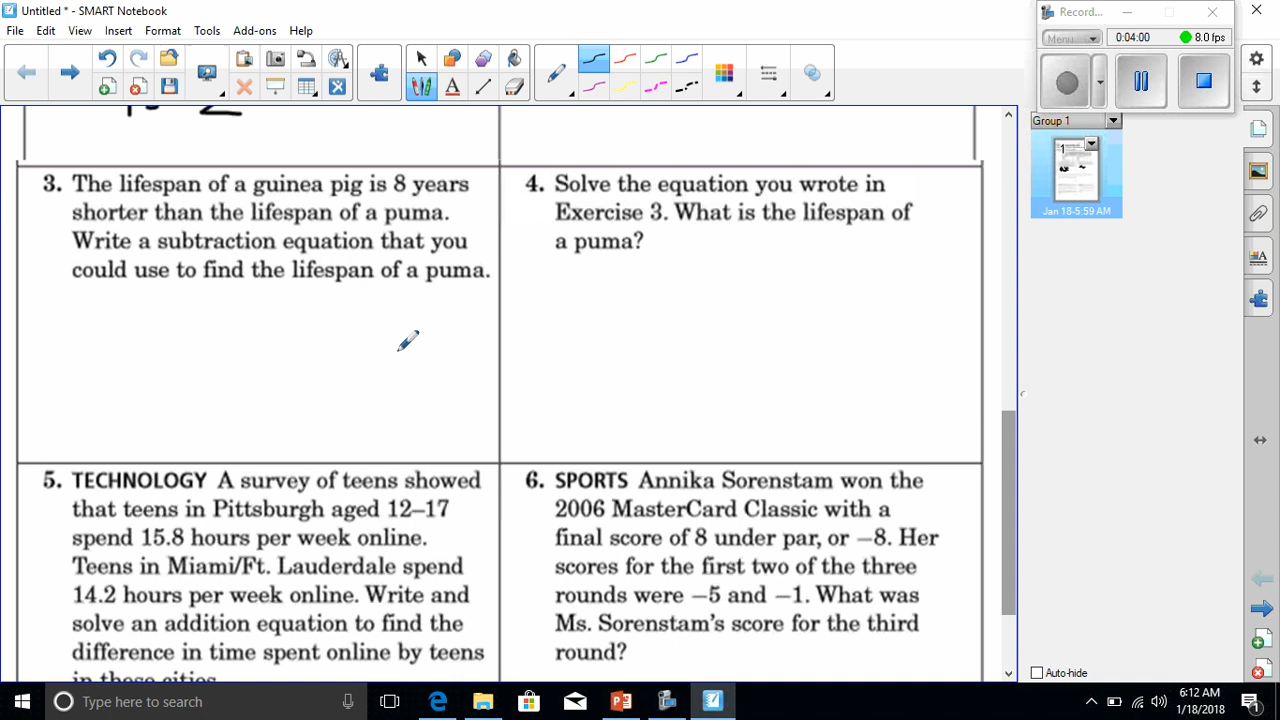 Untitled * - SMART Notebook
File Edit View Insert Format Tools Add-ons Help
Record...
Menu
0:04:00
8.0 fps
Group 1
1
Jan 18-5:59 AM
3. The lifespan of a guinea pig is 8 years
shorter than the lifespan of a puma.
Write a subtraction equation that you
could use to find the lifespan of a puma.
4. Solve the equation you wrote in
Exercise 3. What is the lifespan of
a puma?
5. TECHNOLOGY A survey of teens showed
that teens in Pittsburgh aged 12–17
spend 15.8 hours per week online.
Teens in Miami/Ft. Lauderdale spend
14.2 hours per week online. Write and
solve an addition equation to find the
difference in time spent online by teens
in these cities.
6. SPORTS Annika Sorenstam won the
2006 MasterCard Classic with a
final score of 8 under par, or −8. Her
scores for the first two of the three
rounds were −5 and −1. What was
Ms. Sorenstam's score for the third
round?
Auto-hide
Type here to search
6:12 AM
1/18/2018